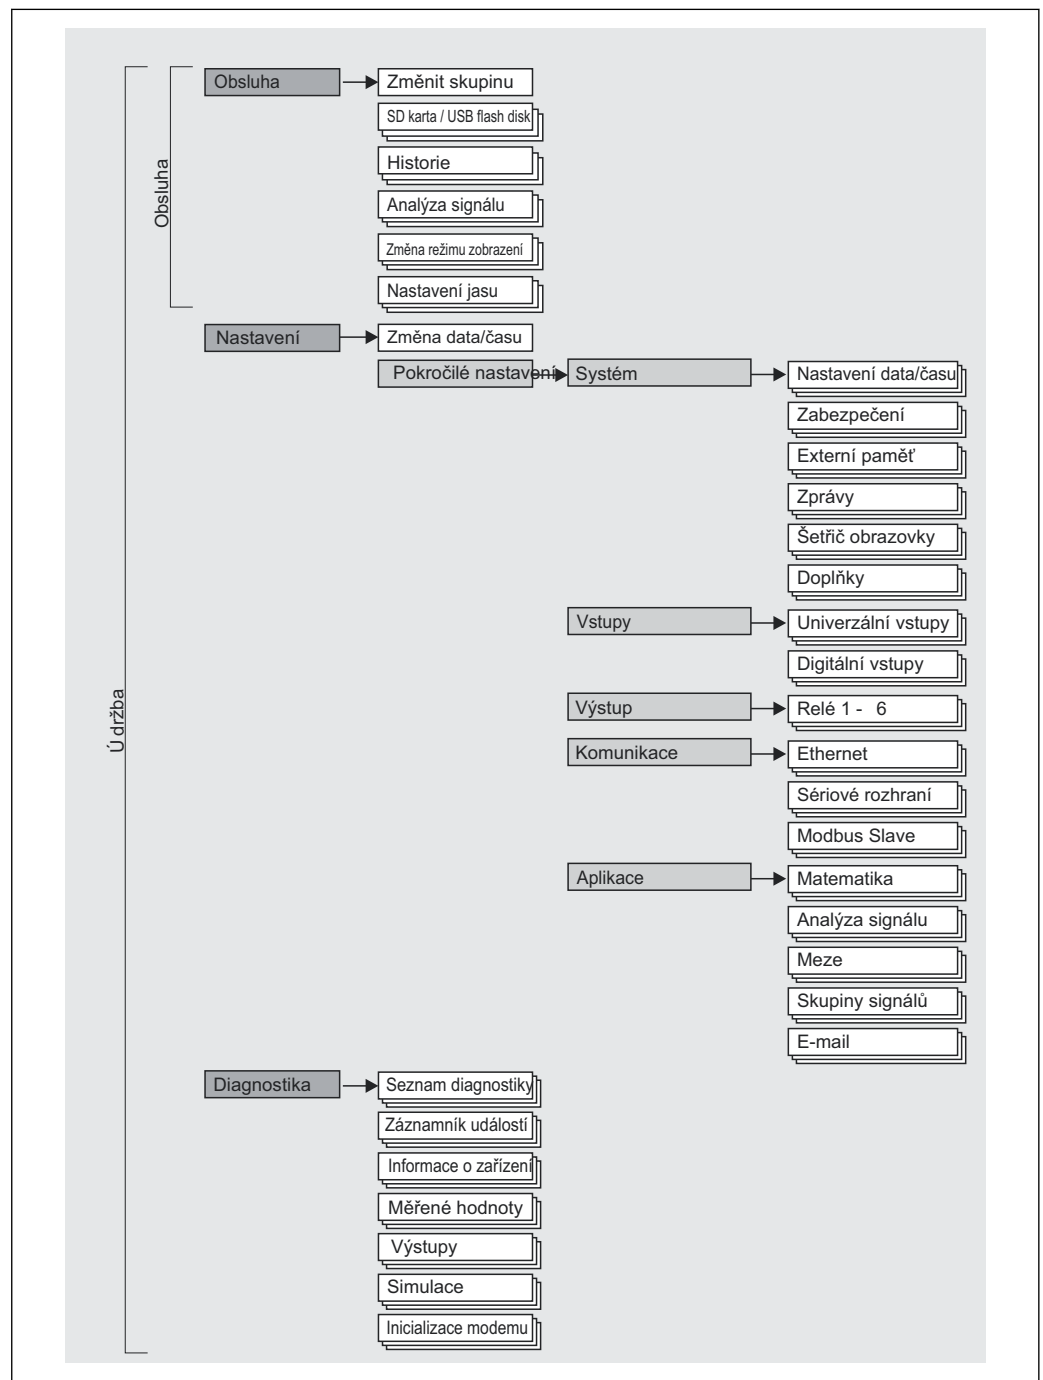 Obsluha
Změnit skupinu
SD karta / USB flash disk
Historie
Analýza signálu
Změna režimu zobrazení
Nastavení jasu
Obsluha
Nastavení
Změna data/času
Pokročilé nastavení
Systém
Nastavení data/času
Zabezpečení
Externí paměť
Zprávy
Šetřič obrazovky
Doplňky
Vstupy
Univerzální vstupy
Digitální vstupy
Výstup
Relé 1 - 6
Komunikace
Ethernet
Sériové rozhraní
Modbus Slave
Aplikace
Matematika
Analýza signálu
Meze
Skupiny signálů
E-mail
Ú držba
Diagnostika
Seznam diagnostiky
Záznamník událostí
Informace o zařízení
Měřené hodnoty
Výstupy
Simulace
Inicializace modemu